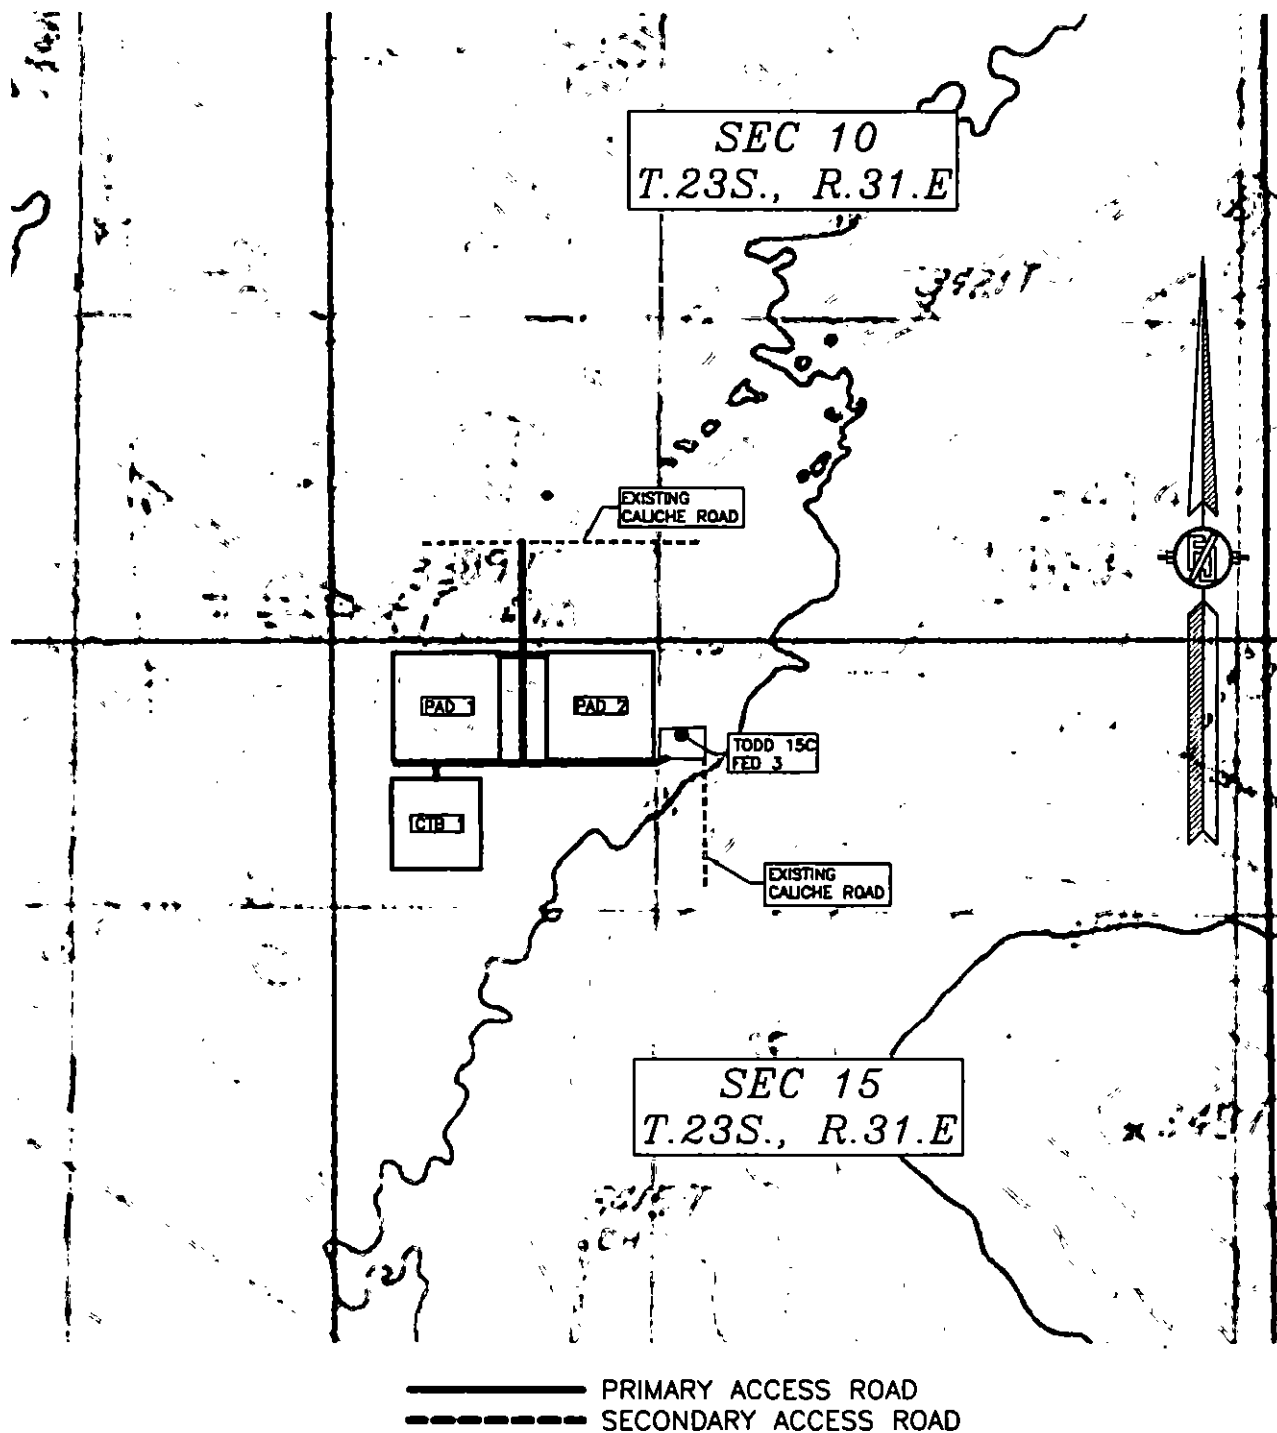 SEC 10
T.23S., R.31.E
3421T
EXISTING
CALICHE ROAD
PAD 1
PAD 2
TODD 15C
FED 3
CTB 1
EXISTING
CALICHE ROAD
SEC 15
T.23S., R.31.E
PRIMARY ACCESS ROAD
SECONDARY ACCESS ROAD